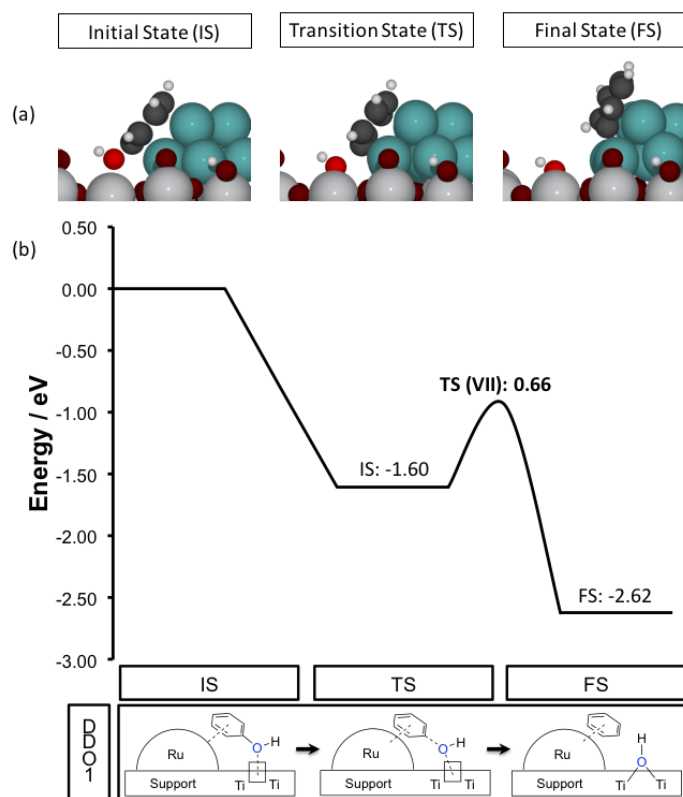 Initial State (IS)
Transition State (TS)
Final State (FS)
(a)
(b)
0.50
0.00
-0.50
-1.00
-1.50
-2.00
-2.50
-3.00
Energy / eV
TS (VII): 0.66
IS: -1.60
FS: -2.62
IS
TS
FS
DDO1
Ru
O
H
Support
Ti
Ti
Ru
O
H
Support
Ti
Ti
Ru
H
O
Support
Ti
Ti